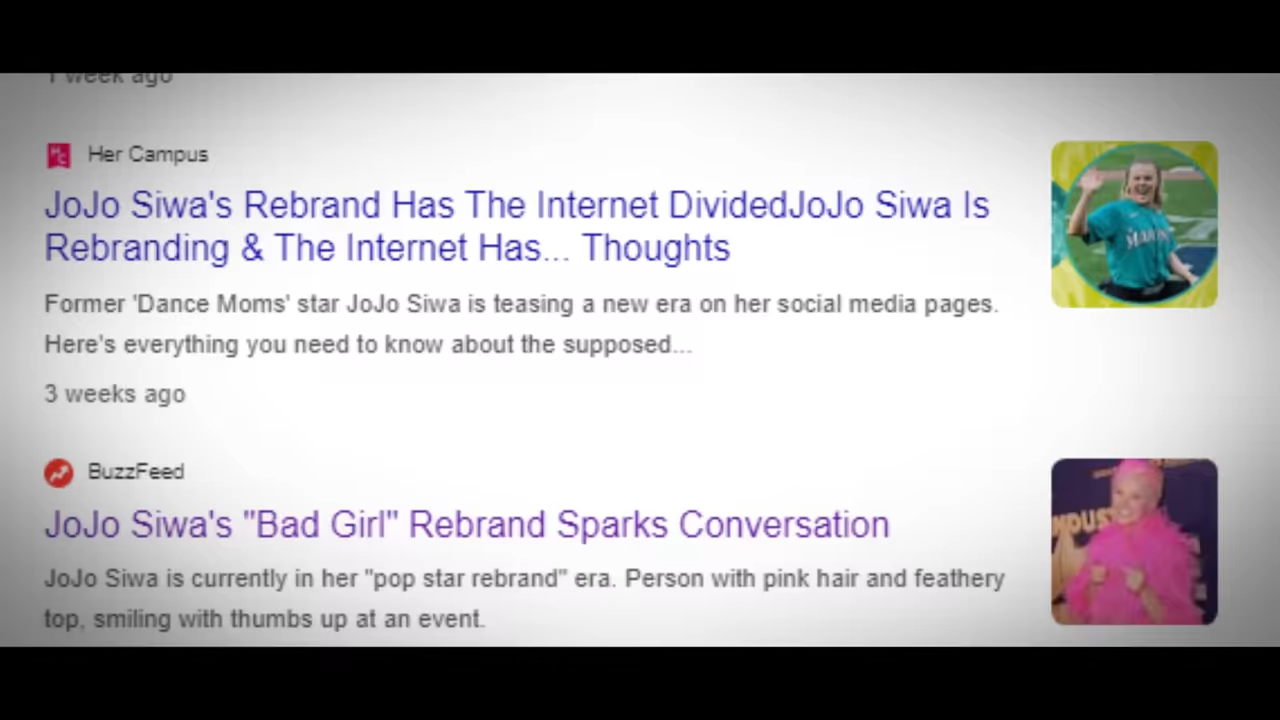 1 week ago
Her Campus
JoJo Siwa's Rebrand Has The Internet DividedJoJo Siwa Is
Rebranding & The Internet Has... Thoughts
Former 'Dance Moms' star JoJo Siwa is teasing a new era on her social media pages.
Here's everything you need to know about the supposed...
3 weeks ago
BuzzFeed
JoJo Siwa's "Bad Girl" Rebrand Sparks Conversation
JoJo Siwa is currently in her "pop star rebrand" era. Person with pink hair and feathery
top, smiling with thumbs up at an event.